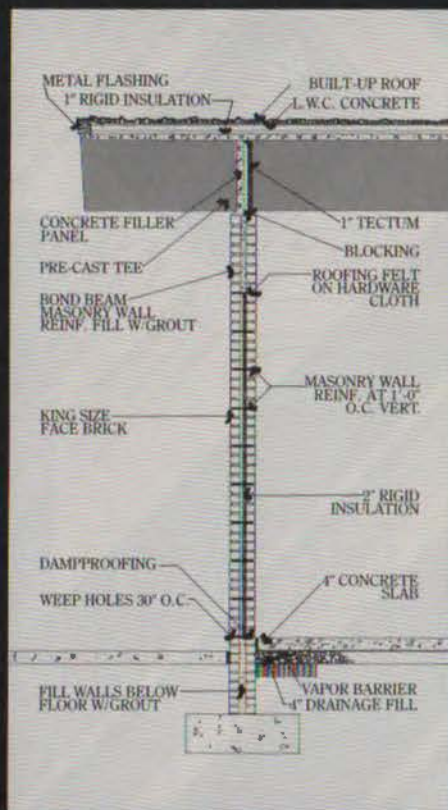 METAL FLASHING
1" RIGID INSULATION
BUILT-UP ROOF
L.W.C. CONCRETE
CONCRETE FILLER
PANEL
1" TECTUM
BLOCKING
PRE-CAST TEE
ROOFING FELT
ON HARDWARE
CLOTH
BOND BEAM
MASONRY WALL
REINF. FILL W/GROUT
MASONRY WALL
REINF. AT 1'-0"
O.C. VERT.
KING SIZE
FACE BRICK
2" RIGID
INSULATION
DAMPPROOFING
4" CONCRETE
SLAB
WEEP HOLES 30" O.C.
FILL WALLS BELOW
FLOOR W/GROUT
VAPOR BARRIER
4" DRAINAGE FILL